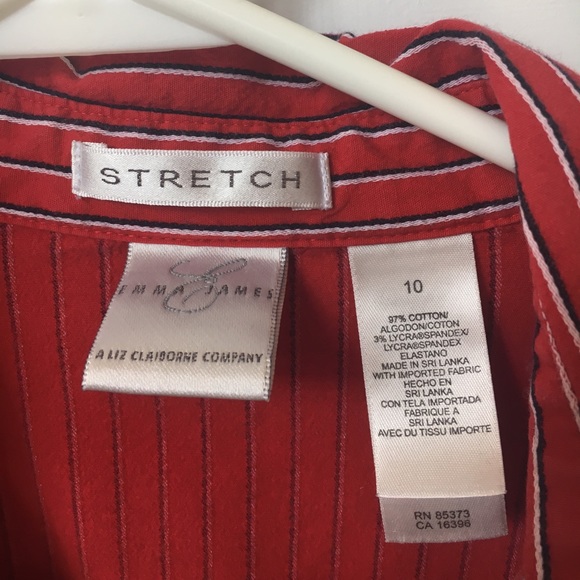 STRETCH
EMMA JAMES
A LIZ CLAIBORNE COMPANY
10
97% COTTON/
ALGODON/COTON
3% LYCRA®SPANDEX/
LYCRA®SPANDEX
ELASTANO
MADE IN SRI LANKA
WITH IMPORTED FABRIC
HECHO EN
SRI LANKA
CON TELA IMPORTADA
FABRIQUE A
SRI LANKA
AVEC DU TISSU IMPORTE
RN 85373
CA 16398